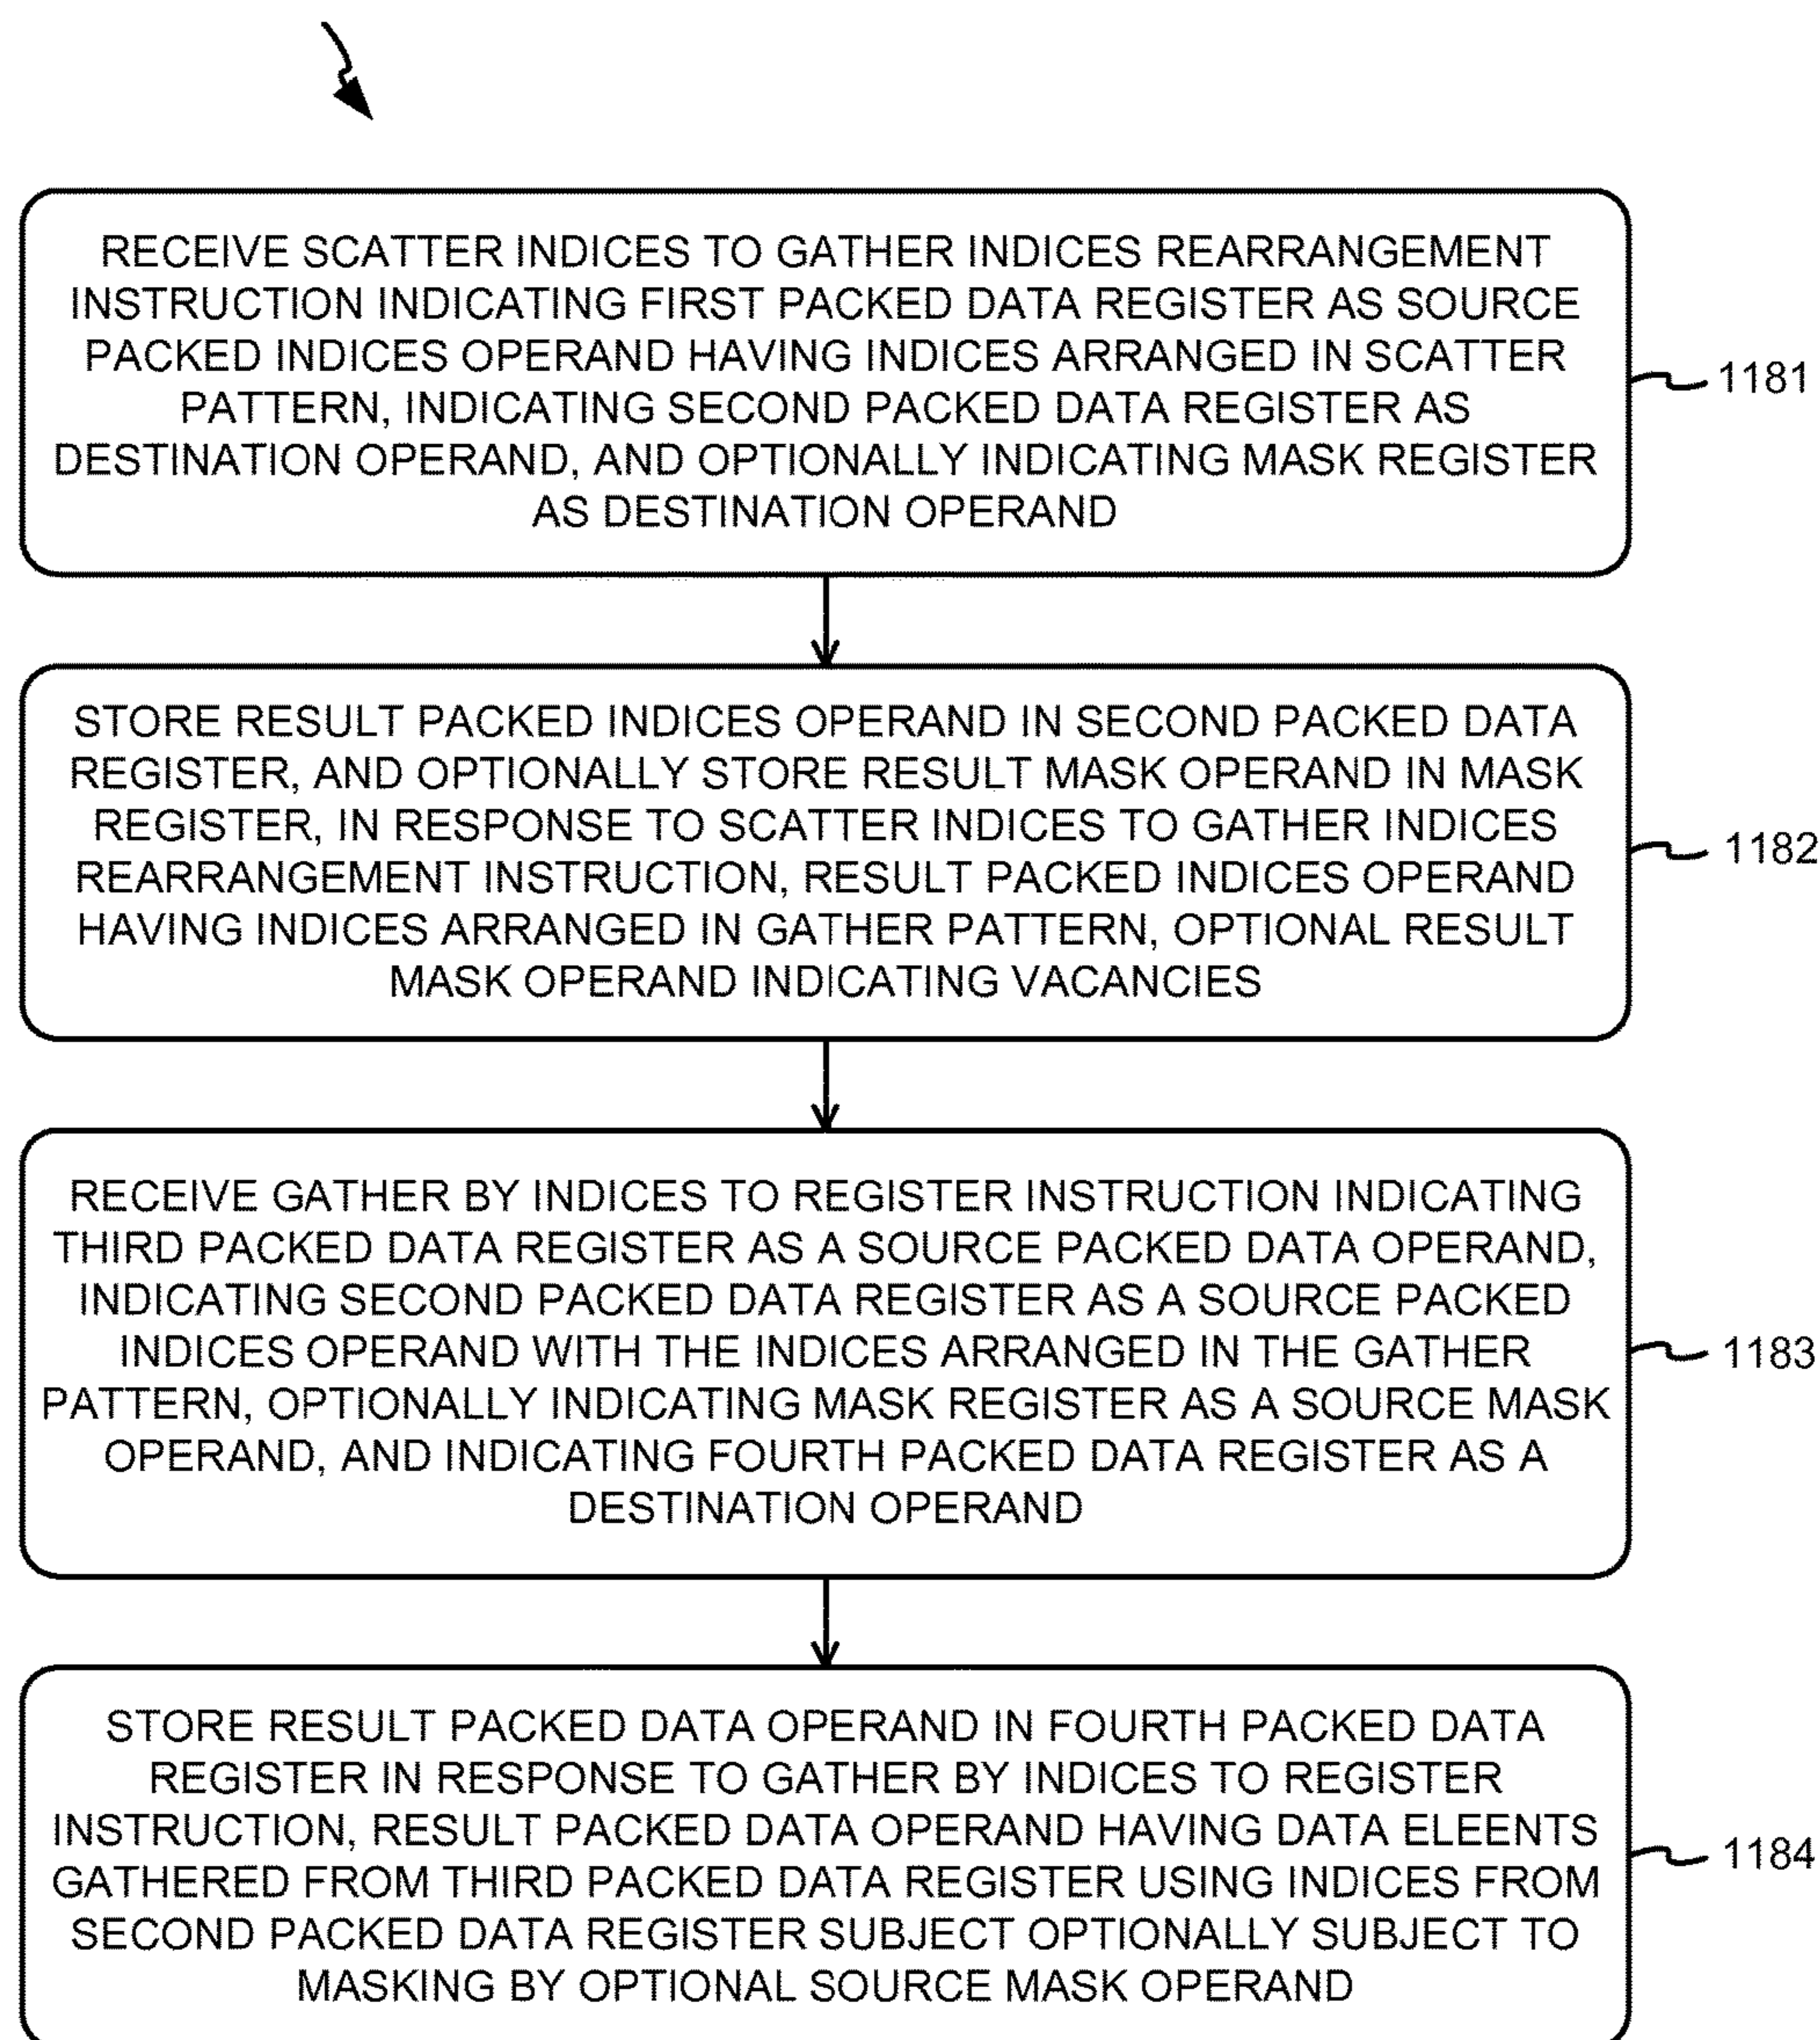 RECEIVE SCATTER INDICES TO GATHER INDICES REARRANGEMENT
INSTRUCTION INDICATING FIRST PACKED DATA REGISTER AS SOURCE
PACKED INDICES OPERAND HAVING INDICES ARRANGED IN SCATTER
PATTERN, INDICATING SECOND PACKED DATA REGISTER AS
DESTINATION OPERAND, AND OPTIONALLY INDICATING MASK REGISTER
AS DESTINATION OPERAND
1181
STORE RESULT PACKED INDICES OPERAND IN SECOND PACKED DATA
REGISTER, AND OPTIONALLY STORE RESULT MASK OPERAND IN MASK
REGISTER, IN RESPONSE TO SCATTER INDICES TO GATHER INDICES
REARRANGEMENT INSTRUCTION, RESULT PACKED INDICES OPERAND
HAVING INDICES ARRANGED IN GATHER PATTERN, OPTIONAL RESULT
MASK OPERAND INDICATING VACANCIES
1182
RECEIVE GATHER BY INDICES TO REGISTER INSTRUCTION INDICATING
THIRD PACKED DATA REGISTER AS A SOURCE PACKED DATA OPERAND,
INDICATING SECOND PACKED DATA REGISTER AS A SOURCE PACKED
INDICES OPERAND WITH THE INDICES ARRANGED IN THE GATHER
PATTERN, OPTIONALLY INDICATING MASK REGISTER AS A SOURCE MASK
OPERAND, AND INDICATING FOURTH PACKED DATA REGISTER AS A
DESTINATION OPERAND
1183
STORE RESULT PACKED DATA OPERAND IN FOURTH PACKED DATA
REGISTER IN RESPONSE TO GATHER BY INDICES TO REGISTER
INSTRUCTION, RESULT PACKED DATA OPERAND HAVING DATA ELEENTS
GATHERED FROM THIRD PACKED DATA REGISTER USING INDICES FROM
SECOND PACKED DATA REGISTER SUBJECT OPTIONALLY SUBJECT TO
MASKING BY OPTIONAL SOURCE MASK OPERAND
1184